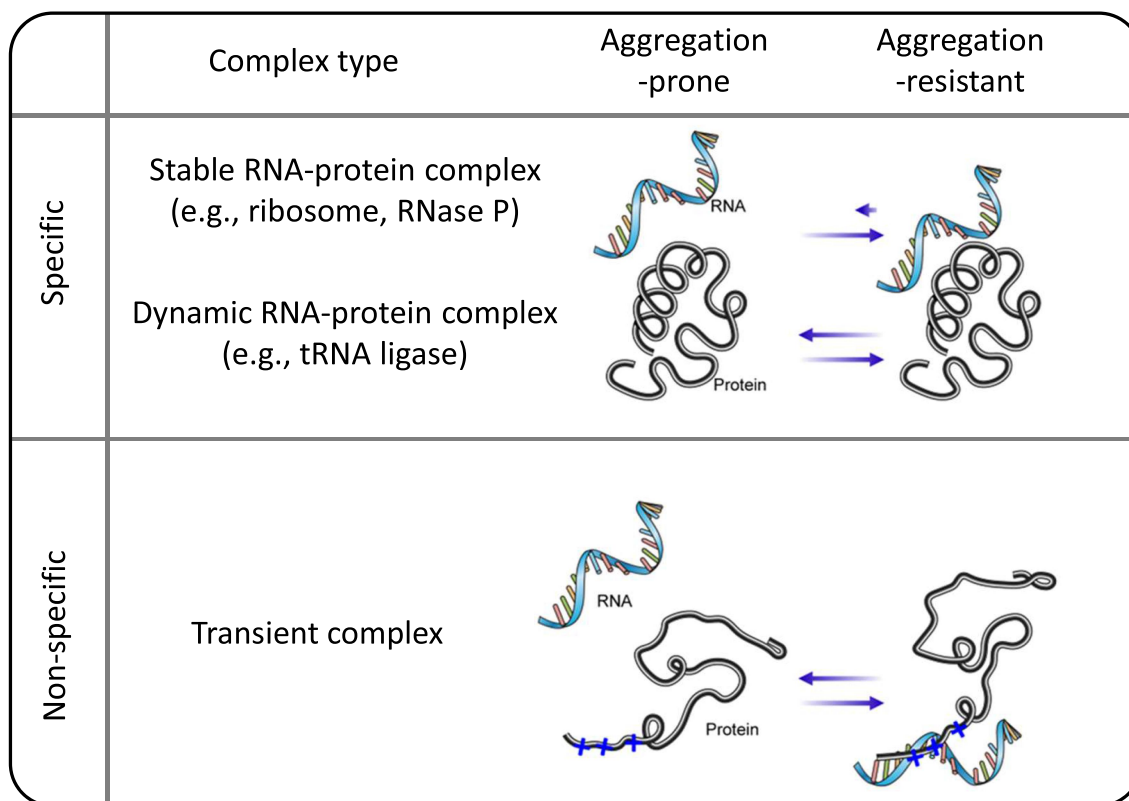 Complex type
Aggregation
-prone
Aggregation
-resistant
Specific
Stable RNA-protein complex
(e.g., ribosome, RNase P)
RNA
Dynamic RNA-protein complex
(e.g., tRNA ligase)
Protein
Non-specific
Transient complex
RNA
Protein